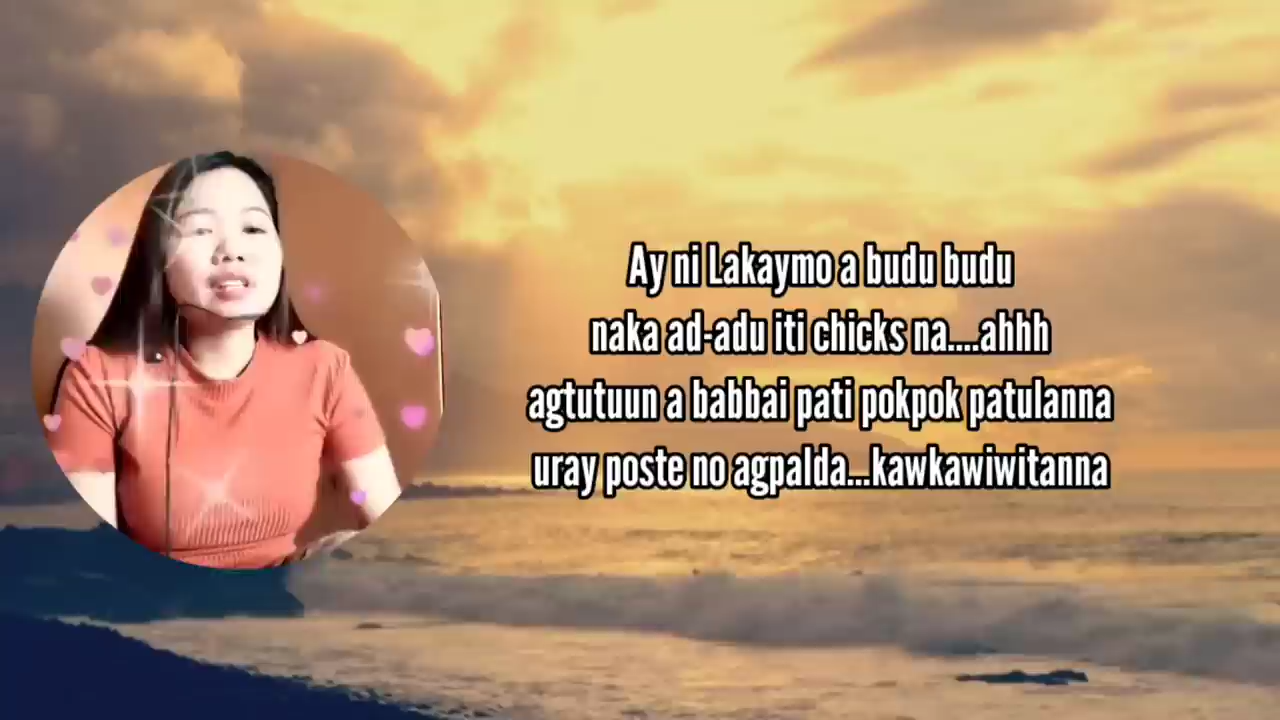 Ay ni Lakaymo a budu budu
naka ad-adu iti chicks na....ahhh
agtutuun a babbai pati pokpok patulanna
uray poste no agpalda...kawkawiwitanna